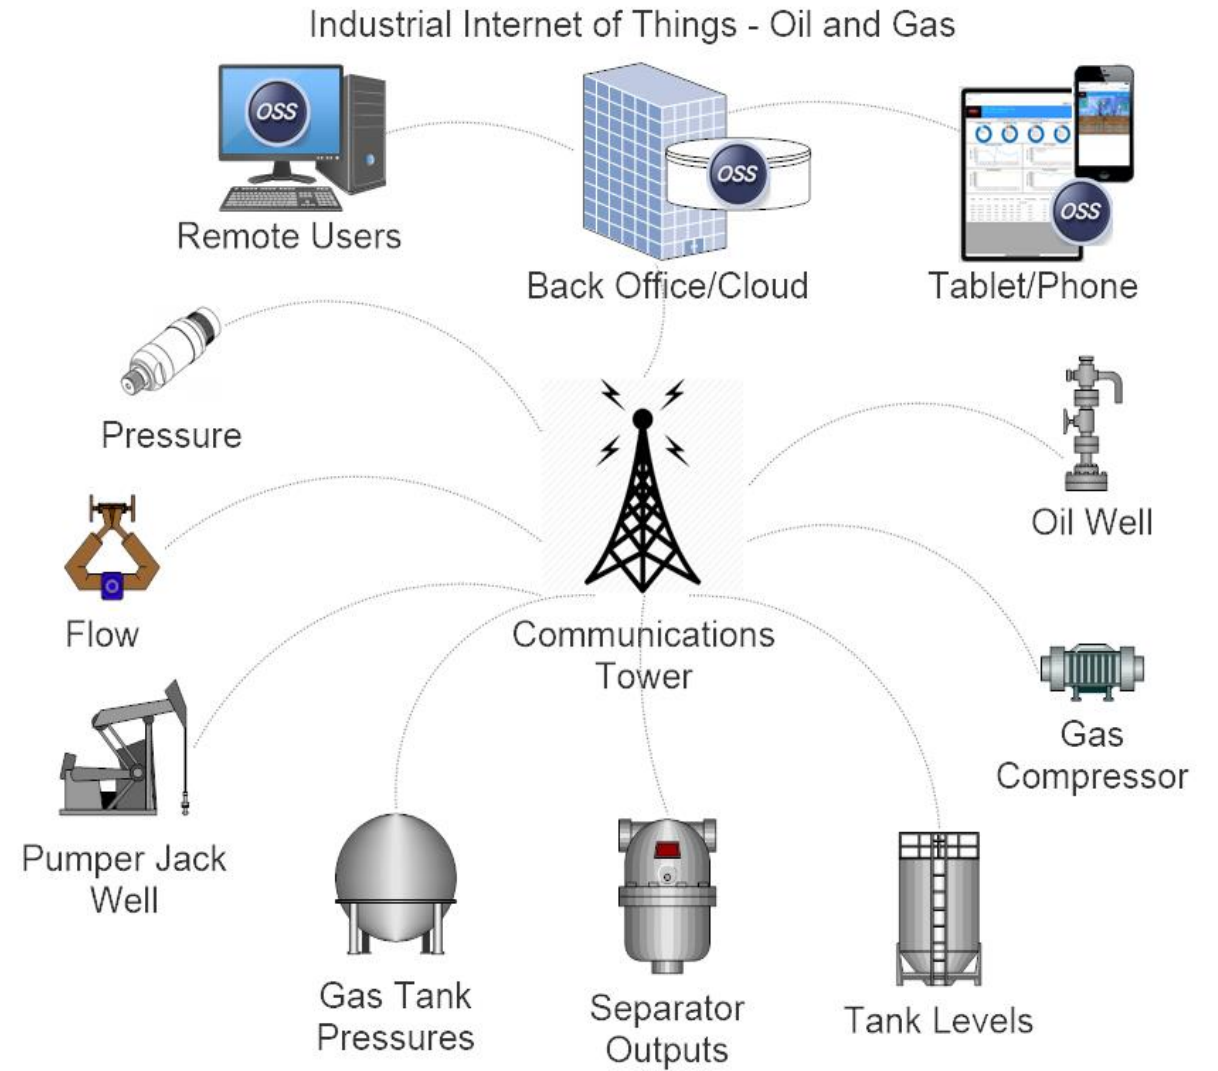 Industrial Internet of Things - Oil and Gas
OSS
OSS
OSS
Remote Users
Back Office/Cloud
Tablet/Phone
Pressure
Oil Well
Flow
Communications
Tower
Gas
Compressor
Pumper Jack
Well
Gas Tank
Pressures
Separator
Outputs
Tank Levels